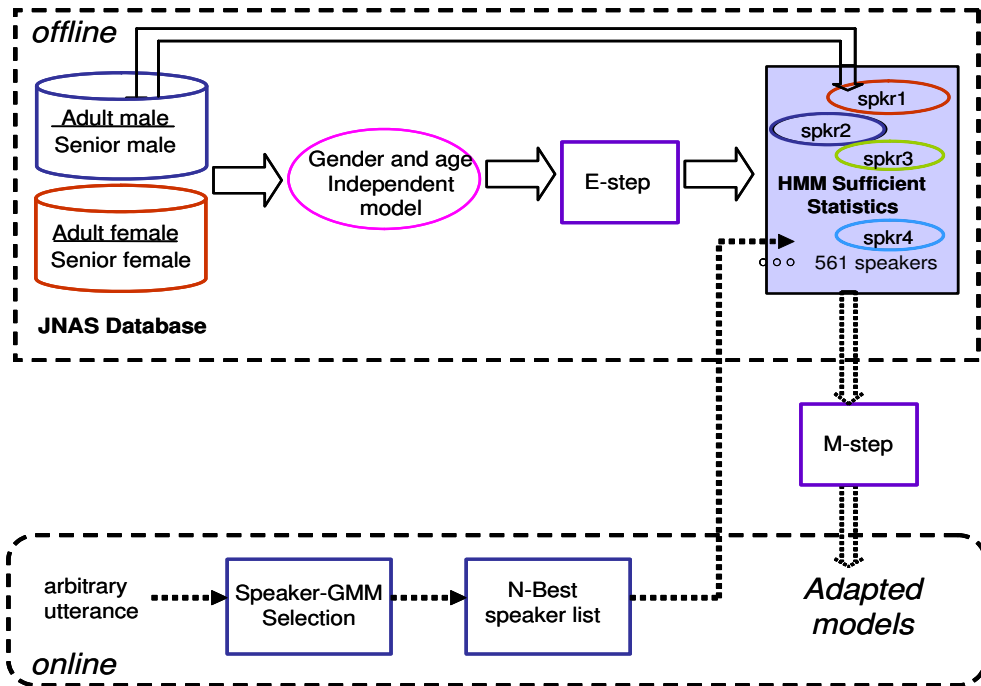 offline
Adult male
Senior male
Adult female
Senior female
JNAS Database
Gender and age
Independent
model
E-step
spkr1
spkr2
spkr3
HMM Sufficient
Statistics
spkr4
561 speakers
M-step
arbitrary
utterance
Speaker-GMM
Selection
N-Best
speaker list
Adapted
models
online